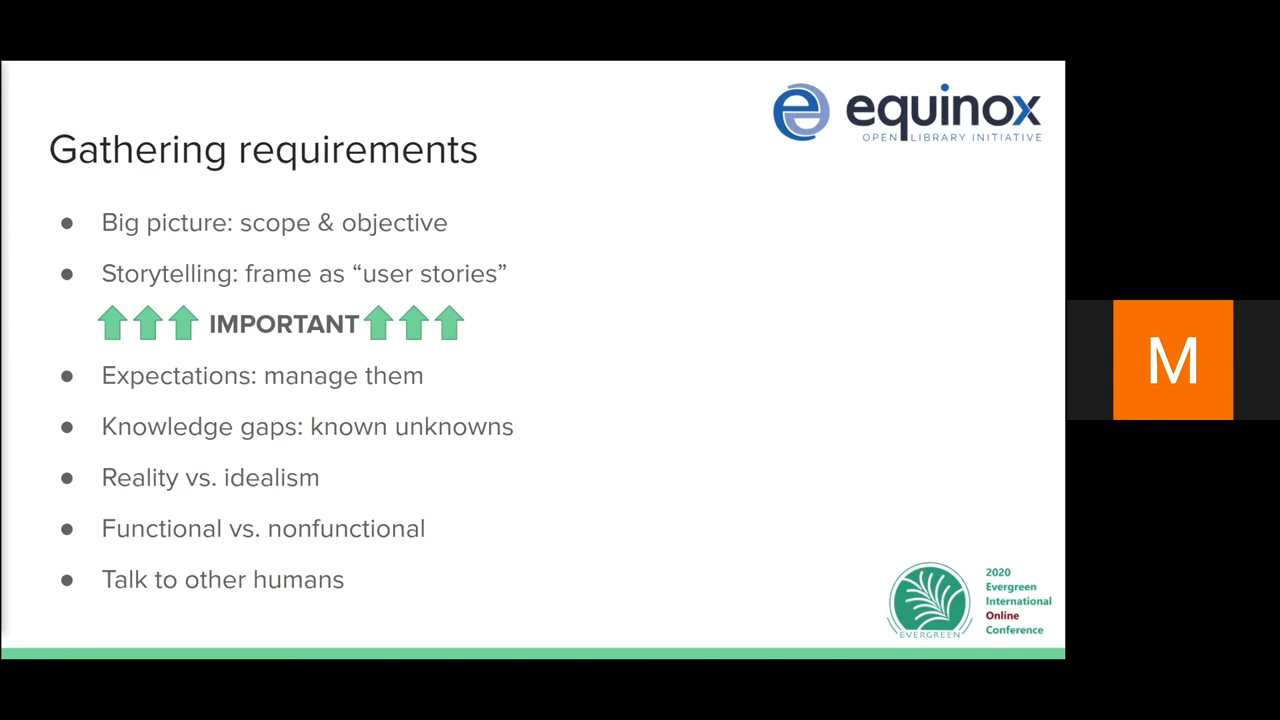 equinox
OPEN LIBRARY INITIATIVE
Gathering requirements
● Big picture: scope & objective
● Storytelling: frame as “user stories”
IMPORTANT
● Expectations: manage them
● Knowledge gaps: known unknowns
● Reality vs. idealism
● Functional vs. nonfunctional
● Talk to other humans
M
EVERGREEN
2020
Evergreen
International
Online
Conference